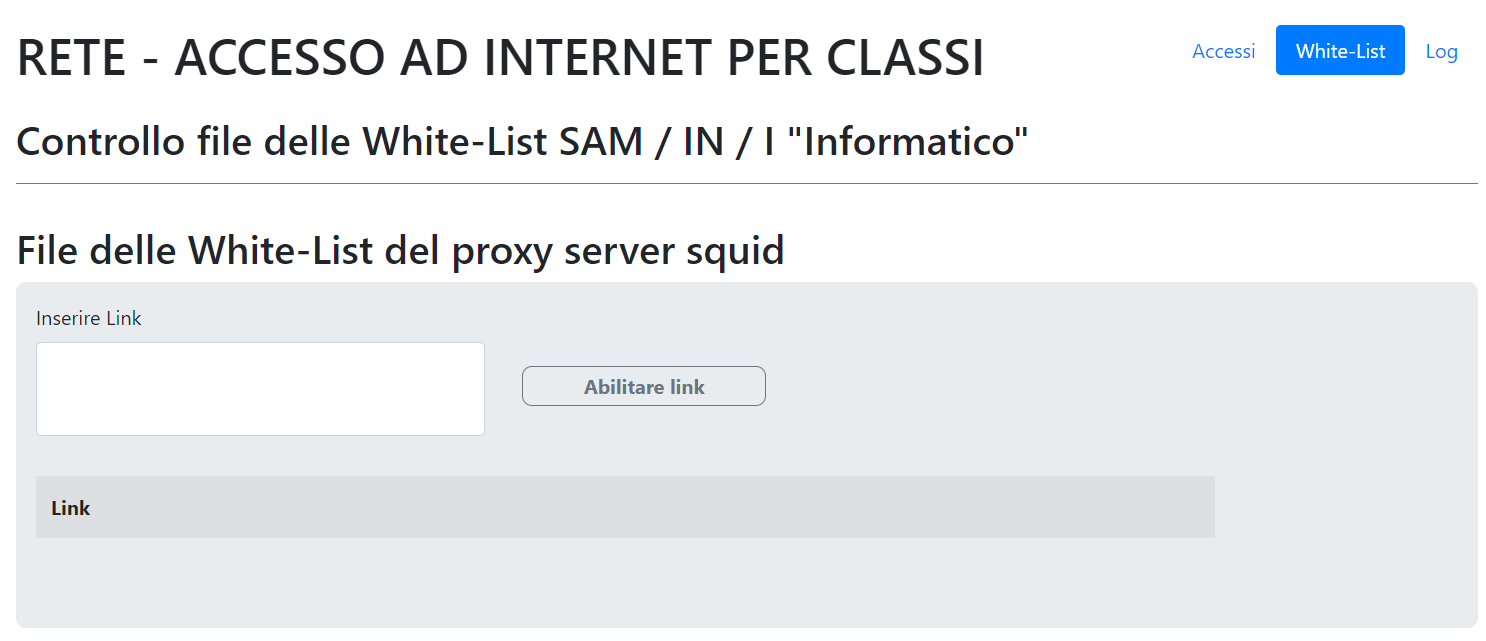 RETE - ACCESSO AD INTERNET PER CLASSI
Accessi
White-List
Log
Controllo file delle White-List SAM / IN / I "Informatico"
File delle White-List del proxy server squid
Inserire Link
Abilitare link
Link